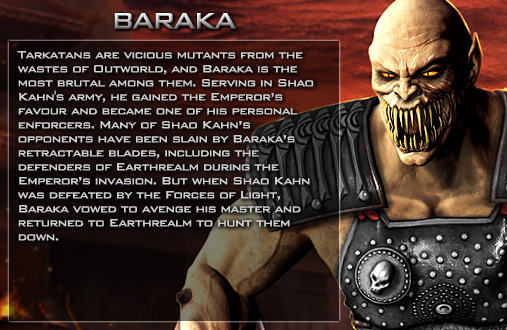 BARAKA
TARKATANS ARE VICIOUS MUTANTS FROM THE
WASTES OF OUTWORLD, AND BARAKA IS THE
MOST BRUTAL AMONG THEM. SERVING IN SHAO
KAHN'S ARMY, HE GAINED THE EMPEROR'S
FAVOUR AND BECAME ONE OF HIS PERSONAL
ENFORCERS. MANY OF SHAO KAHN'S
OPPONENTS HAVE BEEN SLAIN BY BARAKA'S
RETRACTABLE BLADES, INCLUDING THE
DEFENDERS OF EARTHREALM DURING THE
EMPEROR'S INVASION. BUT WHEN SHAO KAHN
WAS DEFEATED BY THE FORCES OF LIGHT,
BARAKA VOWED TO AVENGE HIS MASTER AND
RETURNED TO EARTHREALM TO HUNT THEM
DOWN.